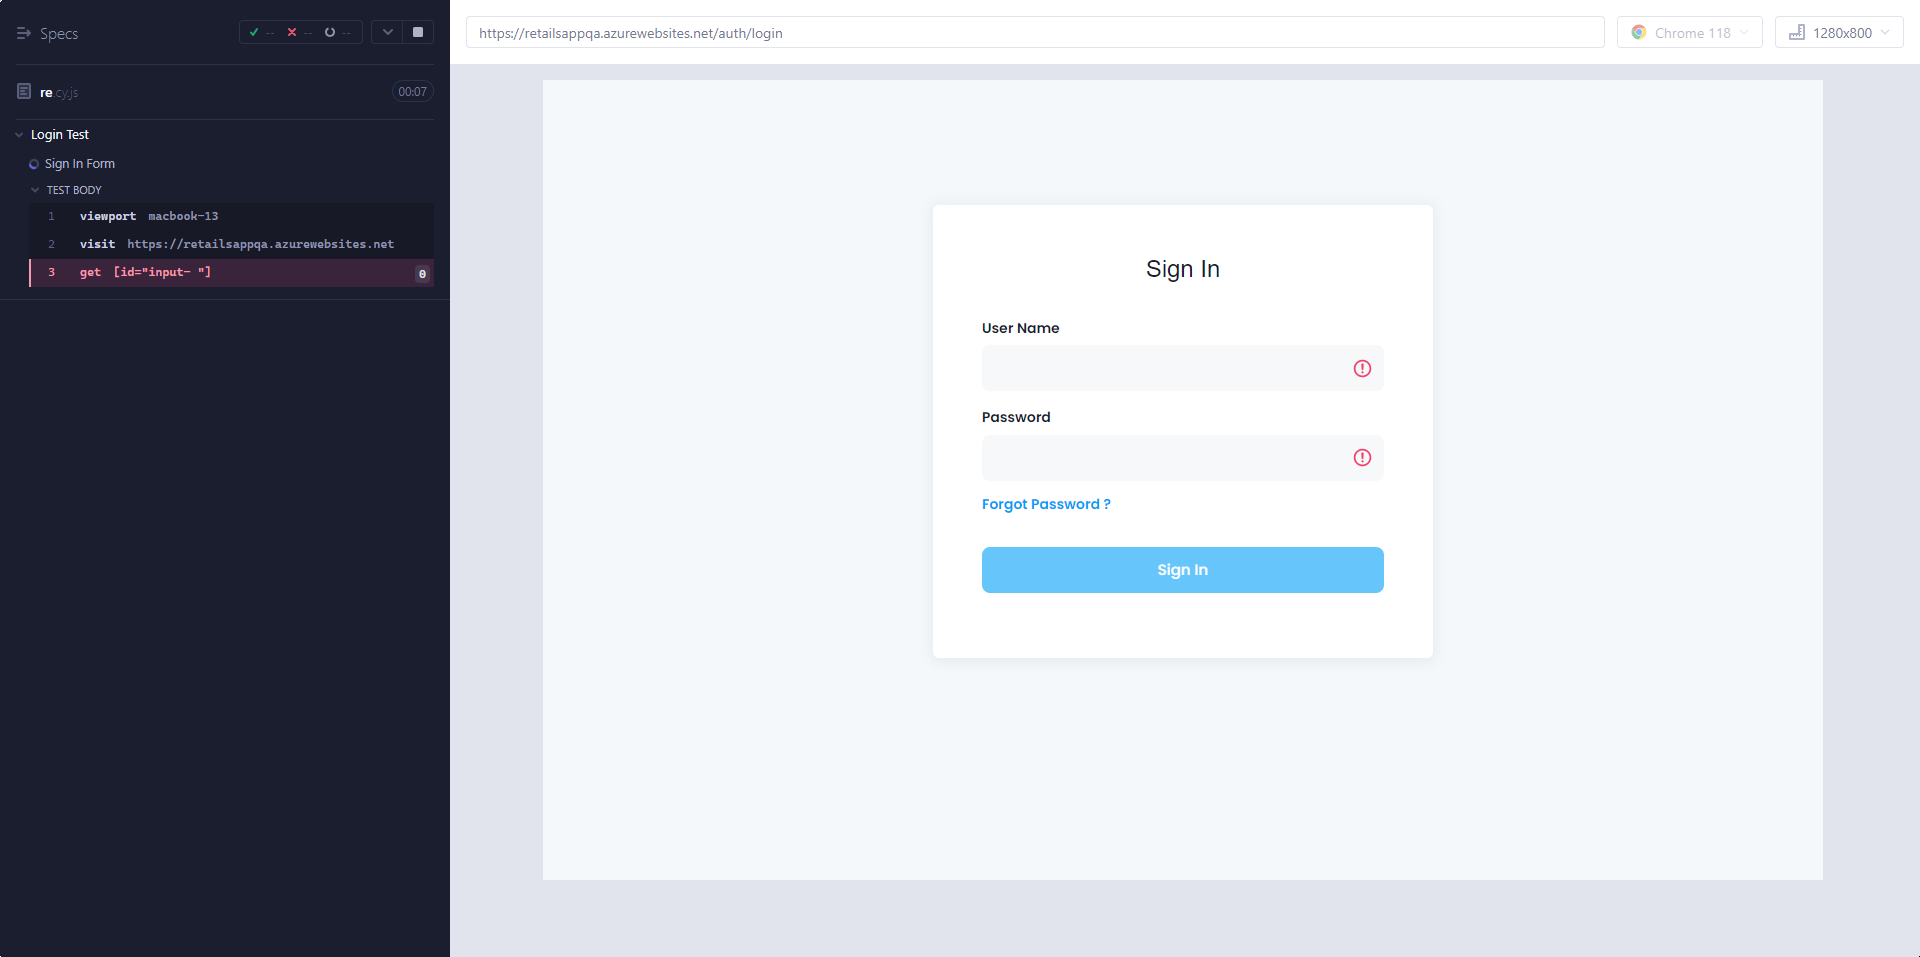 Specs
-- -- --
re.cy.js 00:07
Login Test
Sign In Form
TEST BODY
1 viewport macbook-13
2 visit https://retailsappqa.azurewebsites.net
3 get [id="input- "] 0
https://retailsappqa.azurewebsites.net/auth/login
Chrome 118
1280x800
Sign In
User Name
Password
Forgot Password ?
Sign In